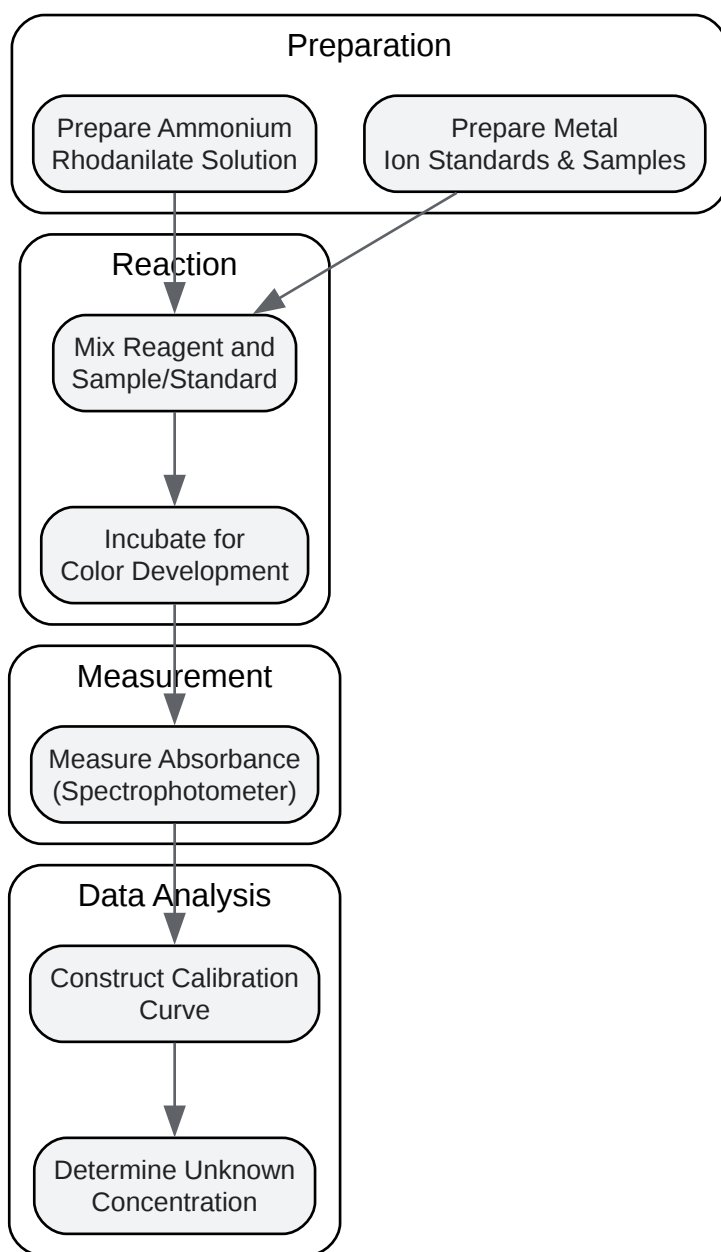 Preparation
Prepare Ammonium
Rhodanilate Solution
Prepare Metal
Ion Standards & Samples
Reaction
Mix Reagent and
Sample/Standard
Incubate for
Color Development
Measurement
Measure Absorbance
(Spectrophotometer)
Data Analysis
Construct Calibration
Curve
Determine Unknown
Concentration